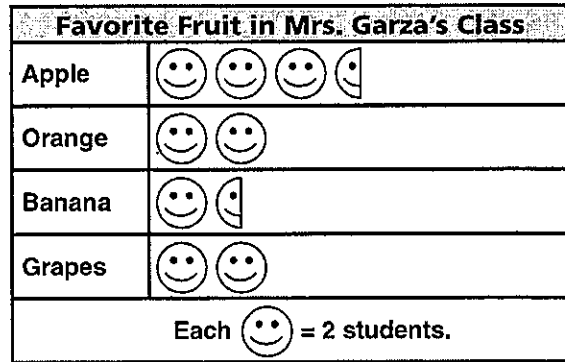 Favorite Fruit in Mrs. Garza's Class
Apple
Orange
Banana
Grapes
Each = 2 students.